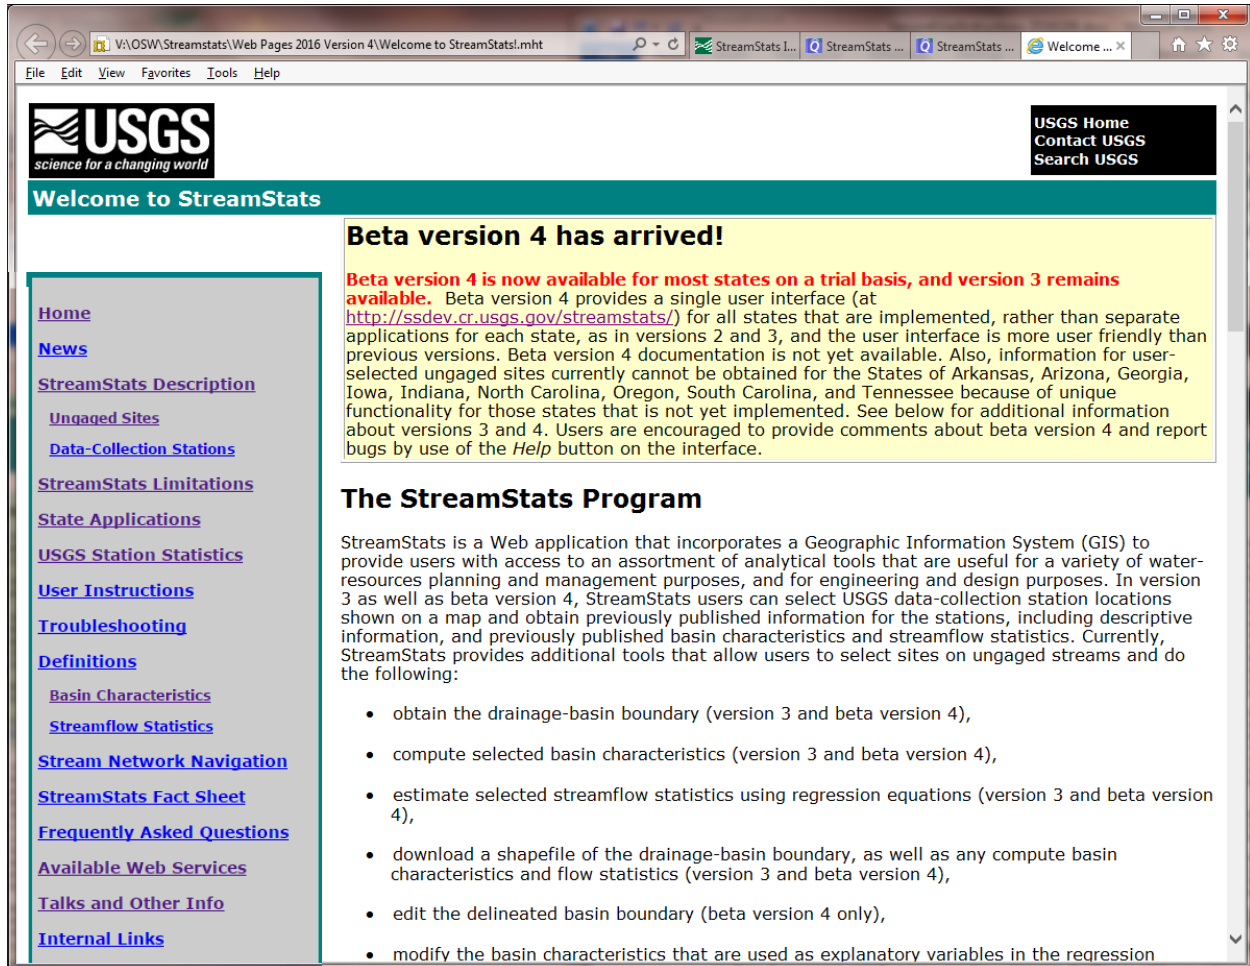 V:\OSW\Streamstats\Web Pages 2016 Version 4\Welcome to StreamStats!.mht
StreamStats I...
StreamStats ...
StreamStats ...
Welcome ...
File Edit View Favorites Tools Help
USGS
science for a changing world
USGS Home
Contact USGS
Search USGS
Welcome to StreamStats
Home
News
StreamStats Description
Ungaged Sites
Data-Collection Stations
StreamStats Limitations
State Applications
USGS Station Statistics
User Instructions
Troubleshooting
Definitions
Basin Characteristics
Streamflow Statistics
Stream Network Navigation
StreamStats Fact Sheet
Frequently Asked Questions
Available Web Services
Talks and Other Info
Internal Links
Beta version 4 has arrived!
Beta version 4 is now available for most states on a trial basis, and version 3 remains
available. Beta version 4 provides a single user interface (at
http://ssdev.cr.usgs.gov/streamstats/) for all states that are implemented, rather than separate
applications for each state, as in versions 2 and 3, and the user interface is more user friendly than
previous versions. Beta version 4 documentation is not yet available. Also, information for user-
selected ungaged sites currently cannot be obtained for the States of Arkansas, Arizona, Georgia,
Iowa, Indiana, North Carolina, Oregon, South Carolina, and Tennessee because of unique
functionality for those states that is not yet implemented. See below for additional information
about versions 3 and 4. Users are encouraged to provide comments about beta version 4 and report
bugs by use of the Help button on the interface.
The StreamStats Program
StreamStats is a Web application that incorporates a Geographic Information System (GIS) to
provide users with access to an assortment of analytical tools that are useful for a variety of water-
resources planning and management purposes, and for engineering and design purposes. In version
3 as well as beta version 4, StreamStats users can select USGS data-collection station locations
shown on a map and obtain previously published information for the stations, including descriptive
information, and previously published basin characteristics and streamflow statistics. Currently,
StreamStats provides additional tools that allow users to select sites on ungaged streams and do
the following:
• obtain the drainage-basin boundary (version 3 and beta version 4),
• compute selected basin characteristics (version 3 and beta version 4),
• estimate selected streamflow statistics using regression equations (version 3 and beta version
4),
• download a shapefile of the drainage-basin boundary, as well as any compute basin
characteristics and flow statistics (version 3 and beta version 4),
• edit the delineated basin boundary (beta version 4 only),
• modify the basin characteristics that are used as explanatory variables in the regression